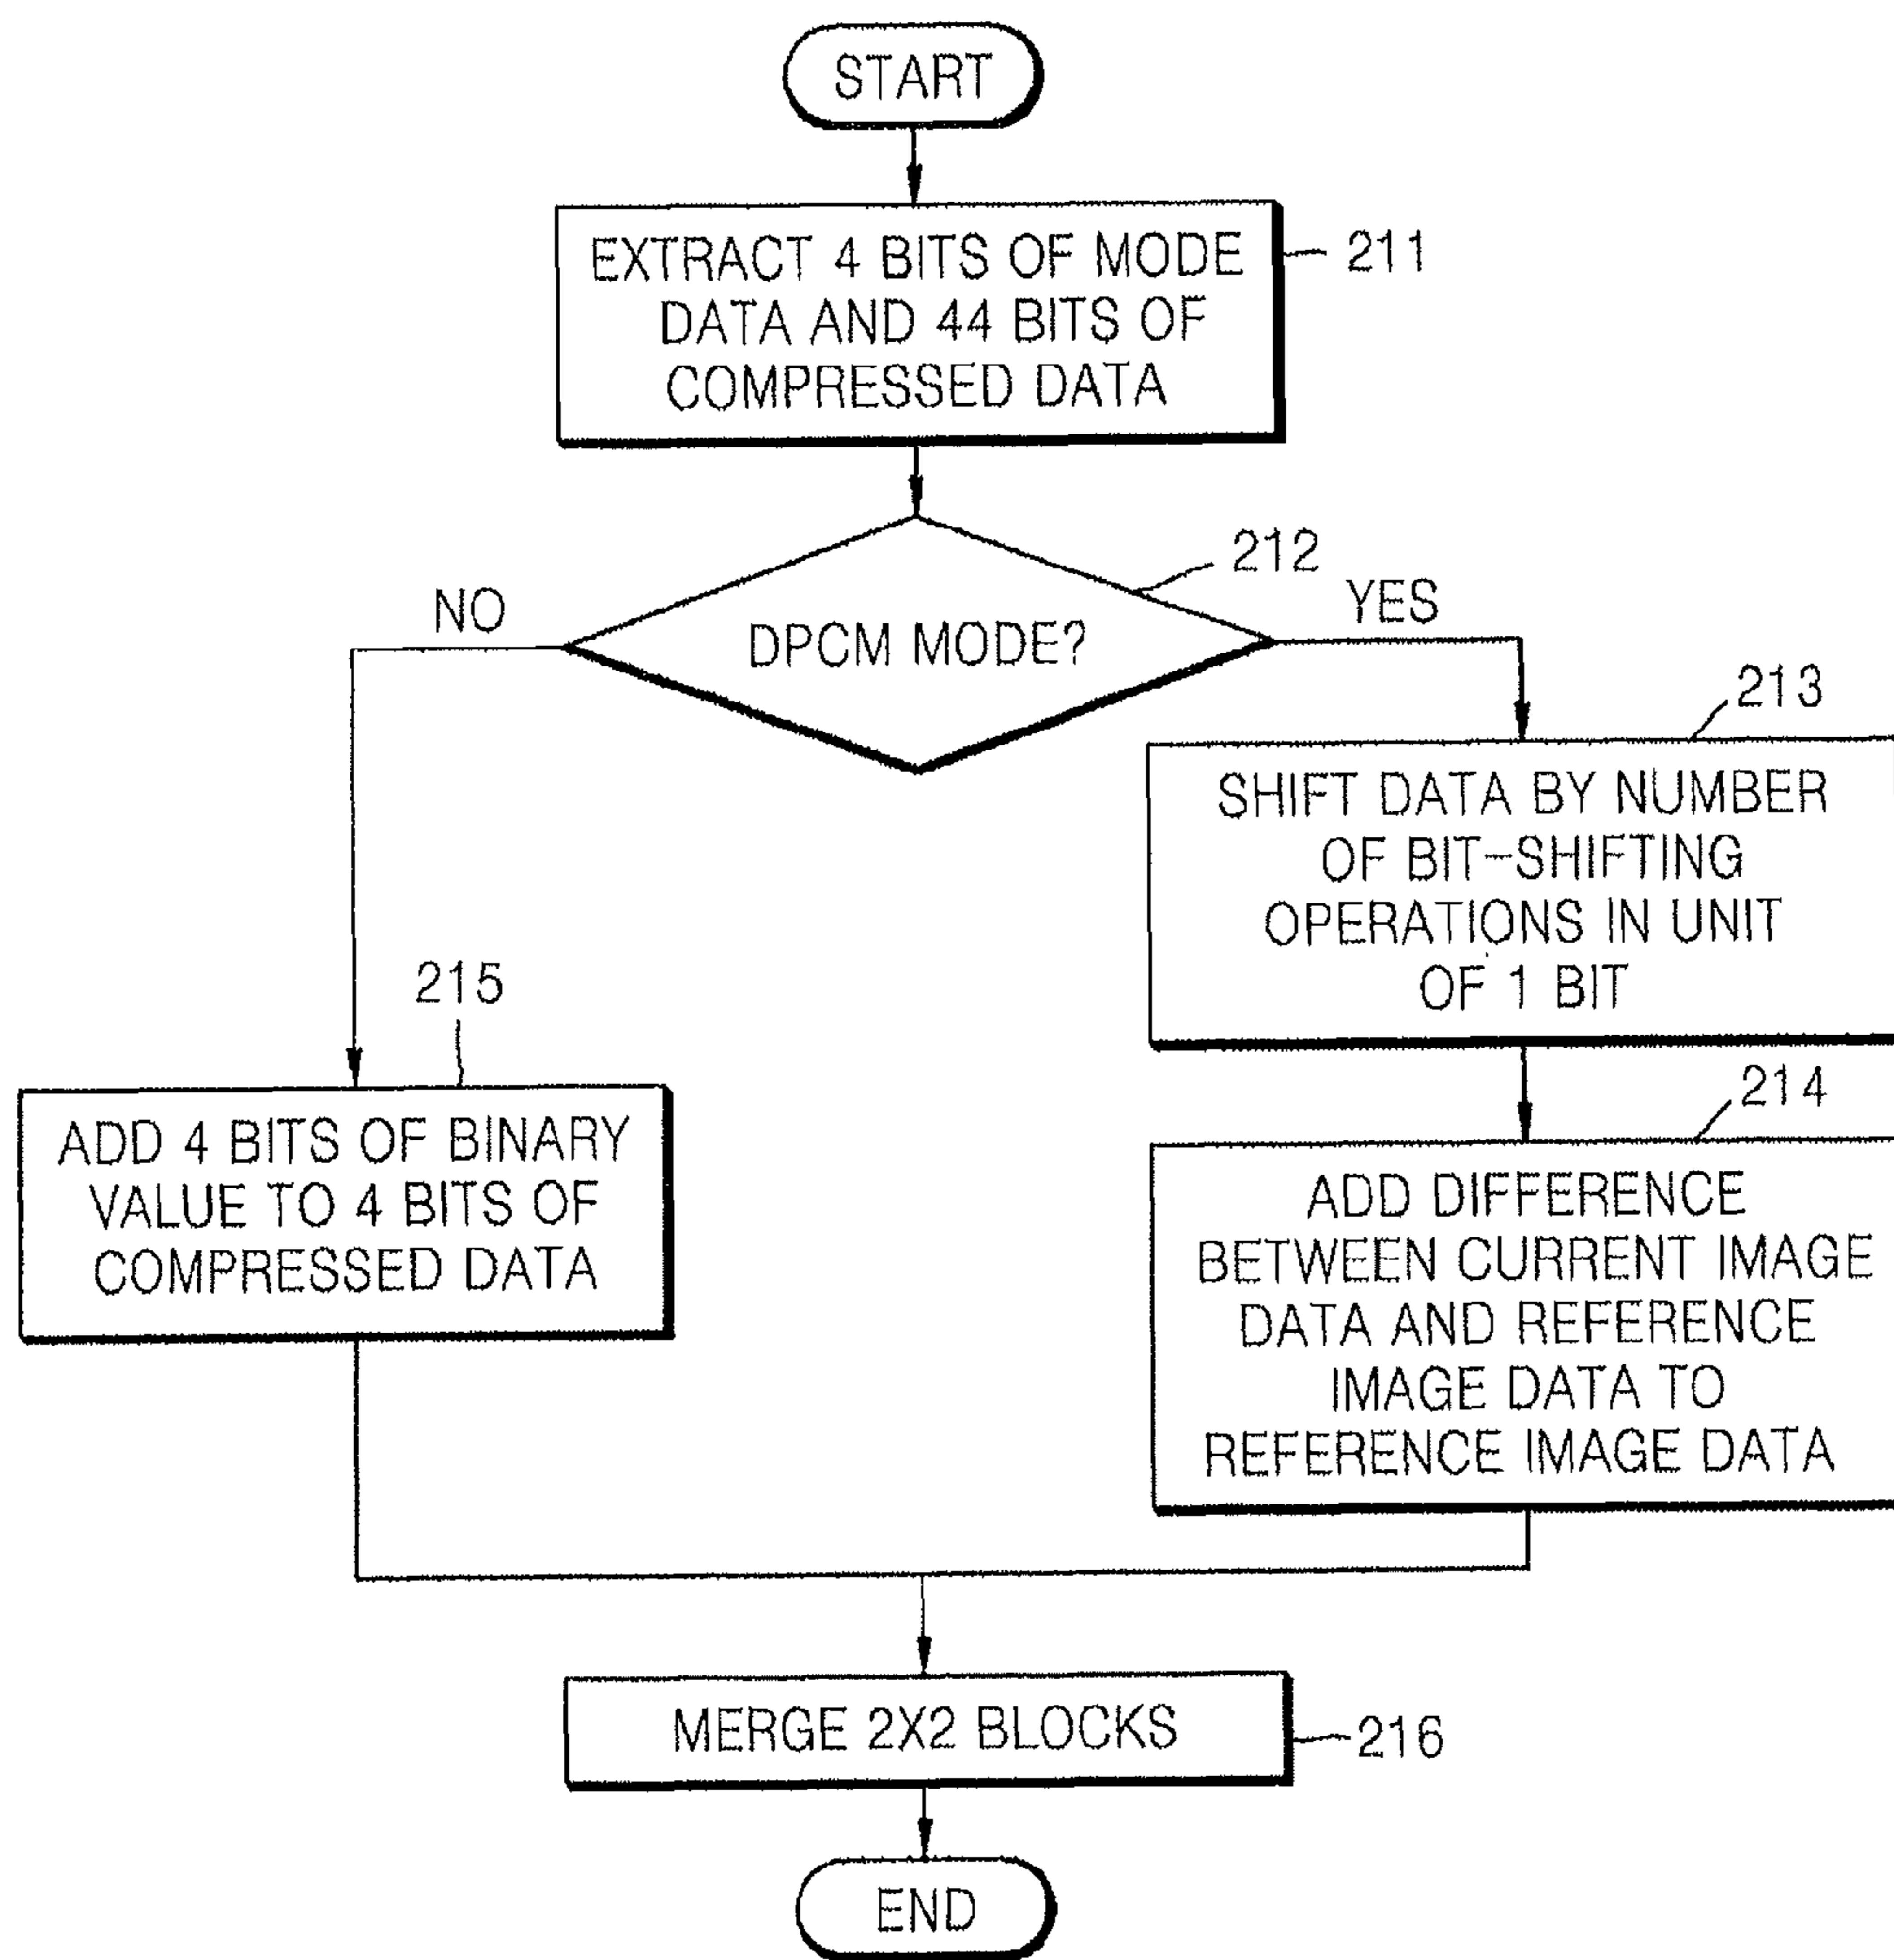 START
EXTRACT 4 BITS OF MODE
DATA AND 44 BITS OF
COMPRESSED DATA
211
212
NO
YES
DPCM MODE?
213
SHIFT DATA BY NUMBER
OF BIT-SHIFTING
OPERATIONS IN UNIT
OF 1 BIT
215
ADD 4 BITS OF BINARY
VALUE TO 4 BITS OF
COMPRESSED DATA
214
ADD DIFFERENCE
BETWEEN CURRENT IMAGE
DATA AND REFERENCE
IMAGE DATA TO
REFERENCE IMAGE DATA
MERGE 2X2 BLOCKS
216
END